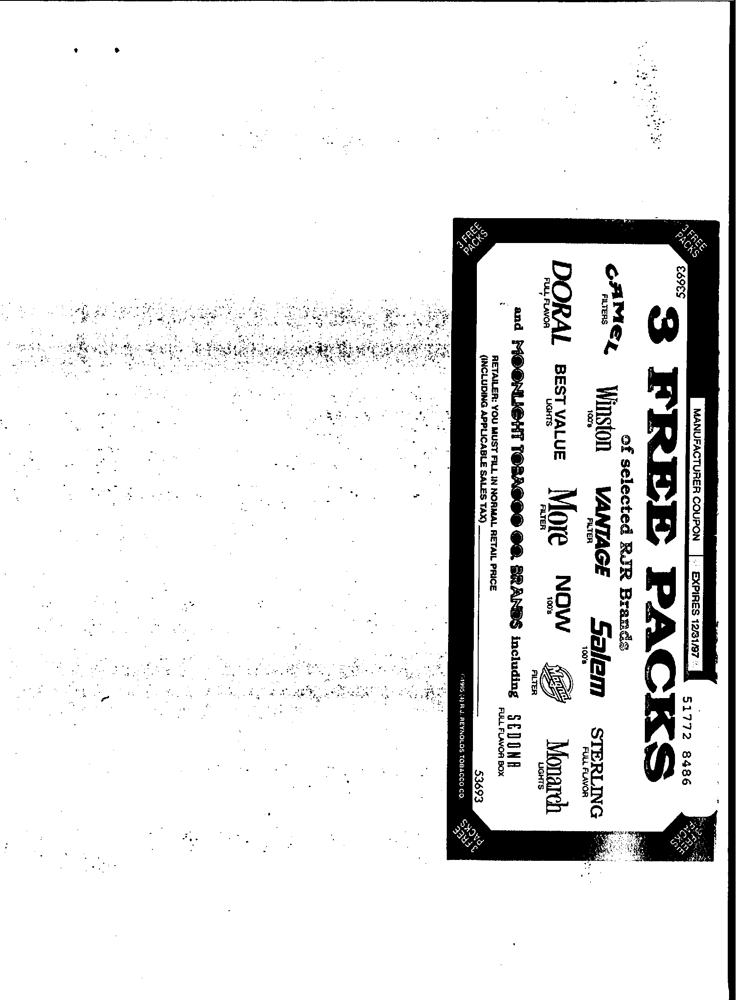 3 FREE PACKS
3 FREE PACKS
53693
MANUFACTURER COUPON EXPIRES 12/31/97
51772 8486
3 FREE PACKS
of selected RJR Brands
CAMEL FILTERS
Winston 100's
VANTAGE FILTER
Salem 100's
STERLING FULL FLAVOR
DORAL FULL FLAVOR
BEST VALUE LIGHTS
More FILTER
NOW 100's
Magna FILTER
Monarch LIGHTS
and MOONLIGHT TOBACCO CO. BRANDS including SEDONA FULL FLAVOR BOX
RETAILER: YOU MUST FILL IN NORMAL RETAIL PRICE
(INCLUDING APPLICABLE SALES TAX)
53693
©1995 (4) R.J. REYNOLDS TOBACCO CO.
3 FREE PACKS
3 FREE PACKS